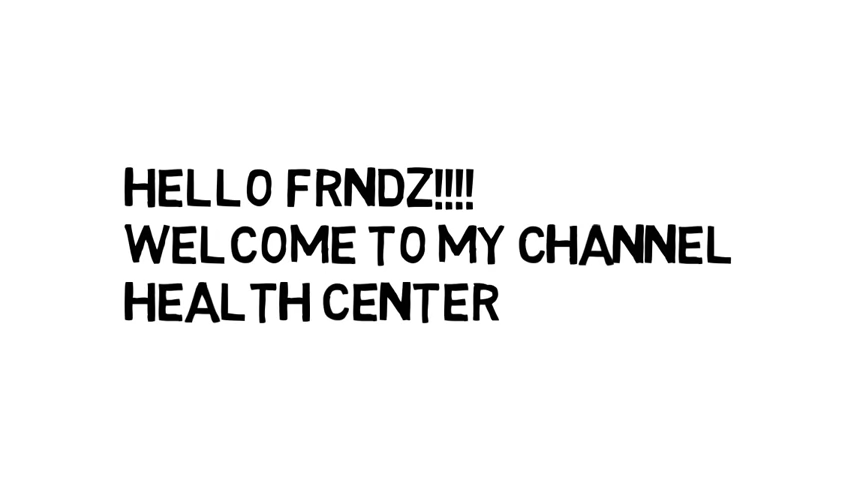 HELLO FRNDZ!!!!
WELCOME TO MY CHANNEL
HEALTH CENTER